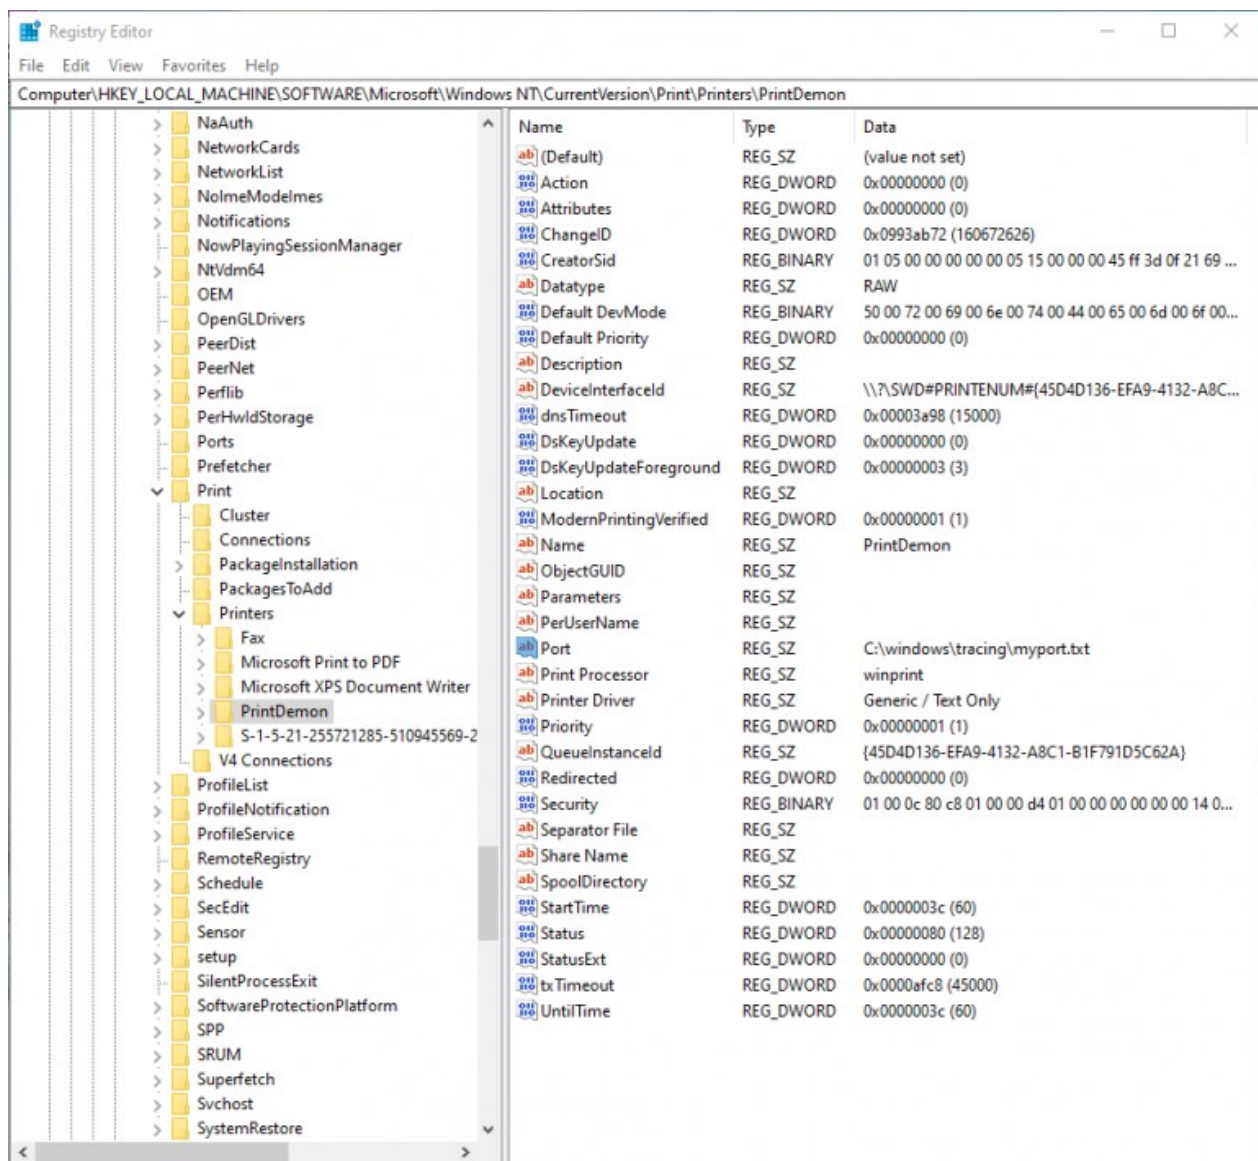 Registry Editor
File Edit View Favorites Help
Computer\HKEY_LOCAL_MACHINE\SOFTWARE\Microsoft\Windows NT\CurrentVersion\Print\Printers\PrintDemon
NaAuth
NetworkCards
NetworkList
NoImeModeImes
Notifications
NowPlayingSessionManager
NtVdm64
OEM
OpenGLDrivers
PeerDist
PeerNet
Perflib
PerHwIdStorage
Ports
Prefetcher
Print
Cluster
Connections
PackageInstallation
PackagesToAdd
Printers
Fax
Microsoft Print to PDF
Microsoft XPS Document Writer
PrintDemon
S-1-5-21-255721285-510945569-2
V4 Connections
ProfileList
ProfileNotification
ProfileService
RemoteRegistry
Schedule
SecEdit
Sensor
setup
SilentProcessExit
SoftwareProtectionPlatform
SPP
SRUM
Superfetch
Svchost
SystemRestore
Name Type Data
(Default) REG_SZ (value not set)
Action REG_DWORD 0x00000000 (0)
Attributes REG_DWORD 0x00000000 (0)
ChangeID REG_DWORD 0x0993ab72 (160672626)
CreatorSid REG_BINARY 01 05 00 00 00 00 00 05 15 00 00 00 45 ff 3d 0f 21 69 ...
Datatype REG_SZ RAW
Default DevMode REG_BINARY 50 00 72 00 69 00 6e 00 74 00 44 00 65 00 6d 00 6f 00...
Default Priority REG_DWORD 0x00000000 (0)
Description REG_SZ
DeviceInterfaceId REG_SZ \\?\SWD#PRINTENUM#{45D4D136-EFA9-4132-A8C...
dnsTimeout REG_DWORD 0x00003a98 (15000)
DsKeyUpdate REG_DWORD 0x00000000 (0)
DsKeyUpdateForeground REG_DWORD 0x00000003 (3)
Location REG_SZ
ModernPrintingVerified REG_DWORD 0x00000001 (1)
Name REG_SZ PrintDemon
ObjectGUID REG_SZ
Parameters REG_SZ
PerUserName REG_SZ
Port REG_SZ C:\windows\tracing\myport.txt
Print Processor REG_SZ winprint
Printer Driver REG_SZ Generic / Text Only
Priority REG_DWORD 0x00000001 (1)
QueueInstanceId REG_SZ {45D4D136-EFA9-4132-A8C1-B1F791D5C62A}
Redirected REG_DWORD 0x00000000 (0)
Security REG_BINARY 01 00 0c 80 c8 01 00 00 d4 01 00 00 00 00 00 00 14 0...
Separator File REG_SZ
Share Name REG_SZ
SpoolDirectory REG_SZ
StartTime REG_DWORD 0x0000003c (60)
Status REG_DWORD 0x00000080 (128)
StatusExt REG_DWORD 0x00000000 (0)
txTimeout REG_DWORD 0x0000afc8 (45000)
UntilTime REG_DWORD 0x0000003c (60)